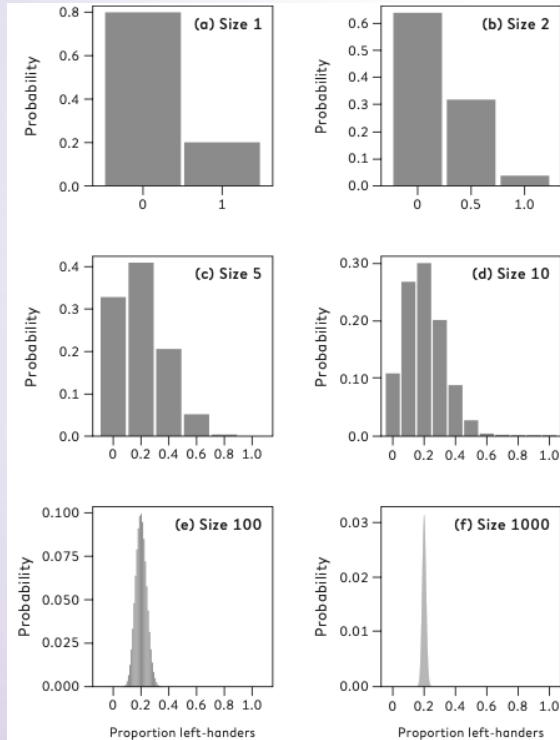 (a) Size 1
Probability
0.8
0.6
0.4
0.2
0.0
0 1
(b) Size 2
Probability
0.6
0.5
0.4
0.3
0.2
0.1
0.0
0 0.5 1.0
(c) Size 5
Probability
0.4
0.3
0.2
0.1
0.0
0 0.2 0.4 0.6 0.8 1.0
(d) Size 10
Probability
0.30
0.20
0.10
0.00
0 0.2 0.4 0.6 0.8 1.0
(e) Size 100
Probability
0.100
0.075
0.050
0.025
0.000
0 0.2 0.4 0.6 0.8 1.0
Proportion left-handers
(f) Size 1000
Probability
0.03
0.02
0.01
0.00
0 0.2 0.4 0.6 0.8 1.0
Proportion left-handers